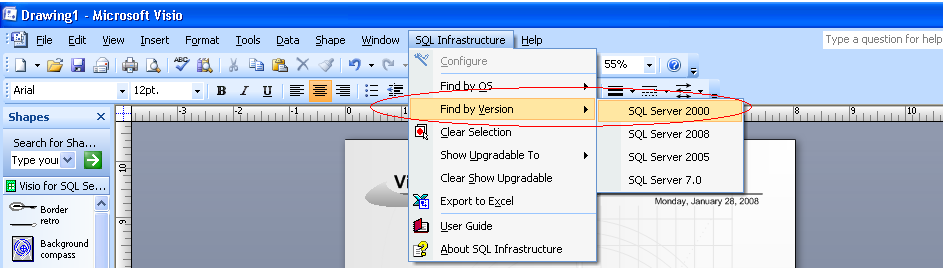 Drawing1 - Microsoft Visio
File Edit View Insert Format Tools Data Shape Window SQL Infrastructure Help
Type a question for help
55%
Arial 12pt. B I U
Shapes
Search for Sha...
Type your
Visio for SQL Se...
Border retro
Background compass
Configure
Find by OS
Find by Version
Clear Selection
Show Upgradable To
Clear Show Upgradable
Export to Excel
User Guide
About SQL Infrastructure
SQL Server 2000
SQL Server 2008
SQL Server 2005
SQL Server 7.0
Vi
Monday, January 28, 2008